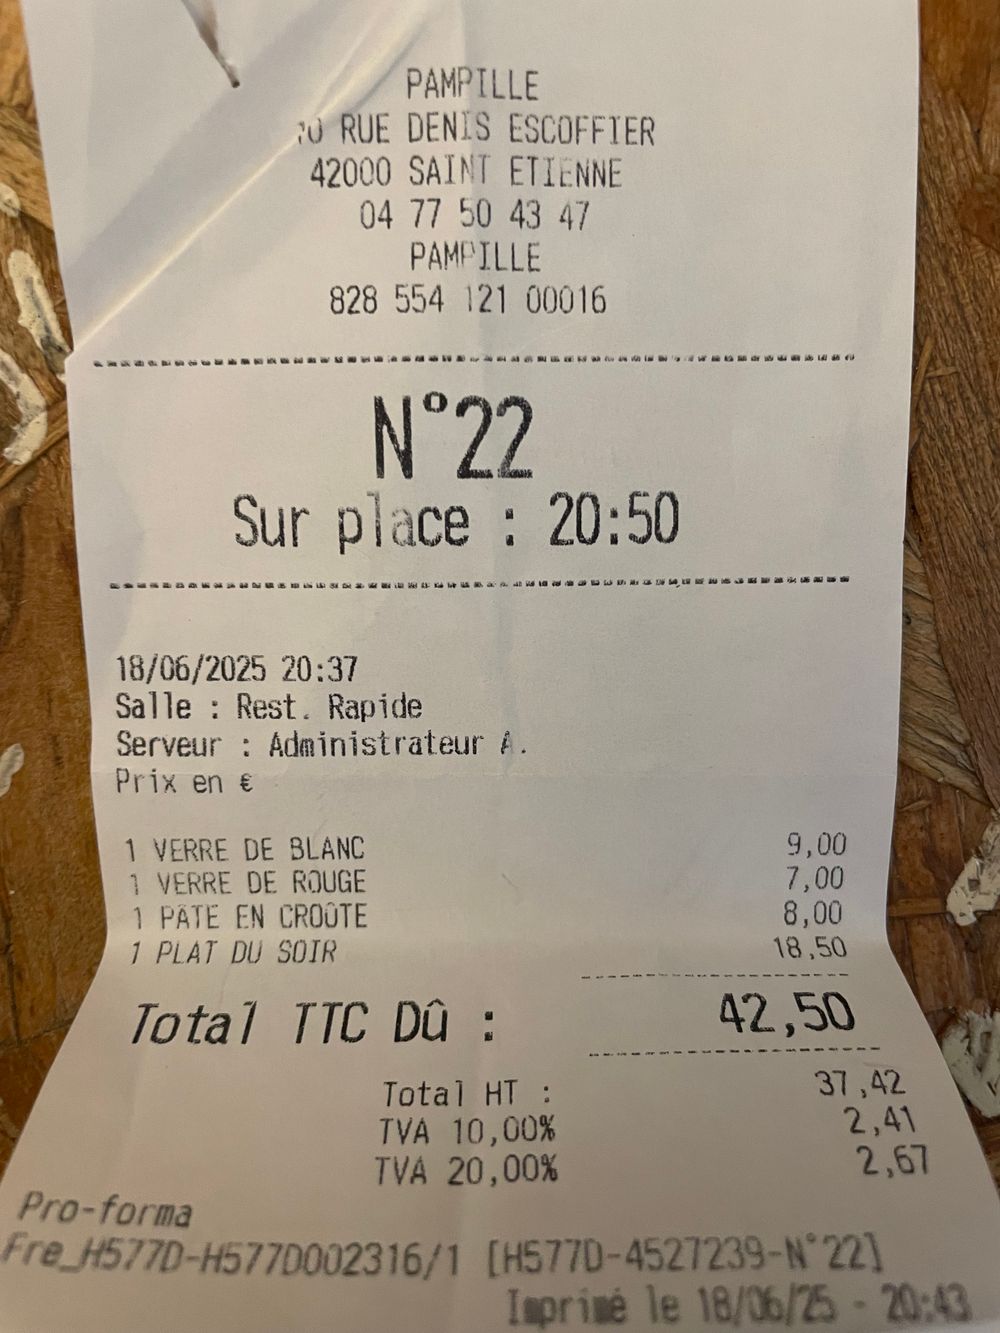 PAMPILLE
10 RUE DENIS ESCOFFIER
42000 SAINT ETIENNE
04 77 50 43 47
PAMPILLE
828 554 121 00016
N°22
Sur place : 20:50
18/06/2025 20:37
Salle : Rest. Rapide
Serveur : Administrateur A.
Prix en €
1 VERRE DE BLANC 9,00
1 VERRE DE ROUGE 7,00
1 PÂTE EN CROÛTE 8,00
1 PLAT DU SOIR 18,50
Total TTC Dû : 42,50
Total HT : 37,42
TVA 10,00% 2,41
TVA 20,00% 2,67
Pro-forma
Fre_H577D-H577D002316/1 [H577D-4527239-N°22]
Imprimé le 18/06/25 - 20:43